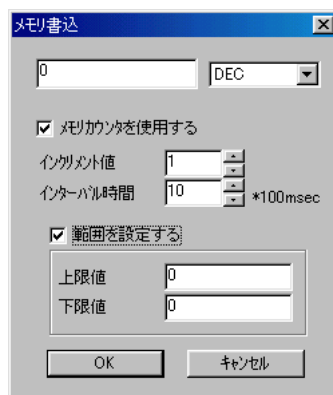 メモリ書込
0 DEC
メモリカウンタを使用する
インクリメント値 1
インターバル時間 10 *100msec
範囲を設定する
上限値 0
下限値 0
OK キャンセル